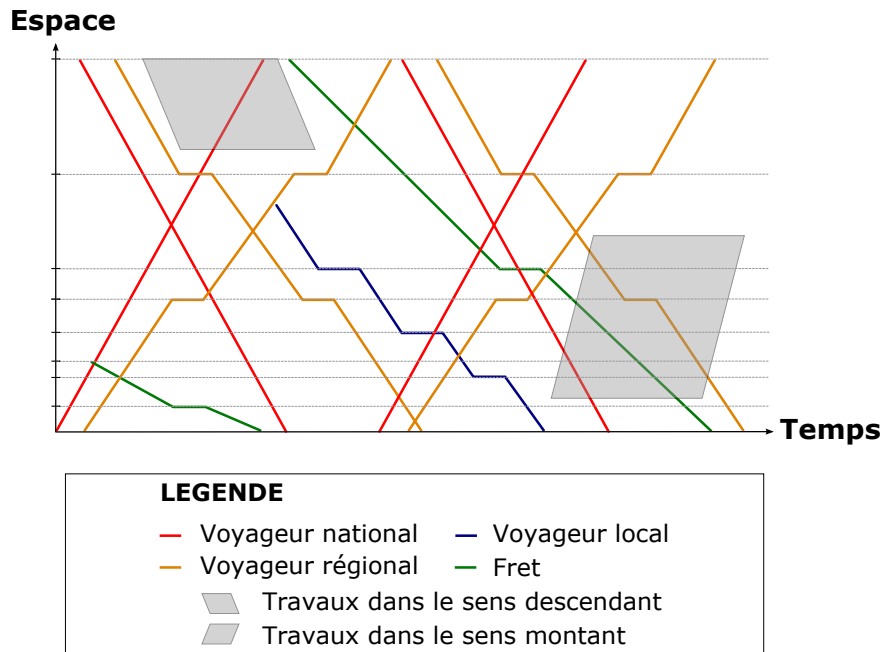 Espace
Temps
LEGENDE
Voyageur national
Voyageur local
Voyageur régional
Fret
Travaux dans le sens descendant
Travaux dans le sens montant